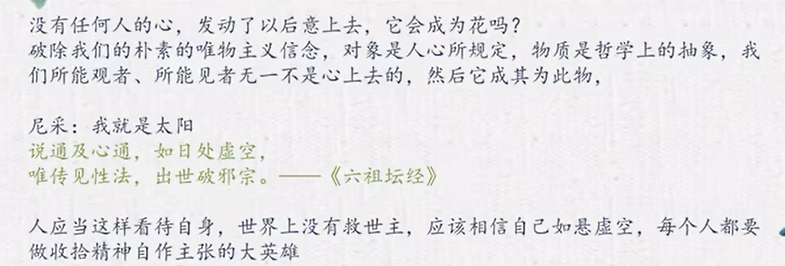 没有任何人的心，发动了以后意上去，它会成为花吗？
破除我们的朴素的唯物主义信念，对象是人心所规定，物质是哲学上的抽象，我
们所能观者、所能见者无一不是心上去的，然后它成其为此物，
尼采：我就是太阳
说通及心通，如日处虚空，
唯传见性法，出世破邪宗。——《六祖坛经》
人应当这样看待自身，世界上没有救世主，应该相信自己如悬虚空，每个人都要
做收拾精神自作主张的大英雄